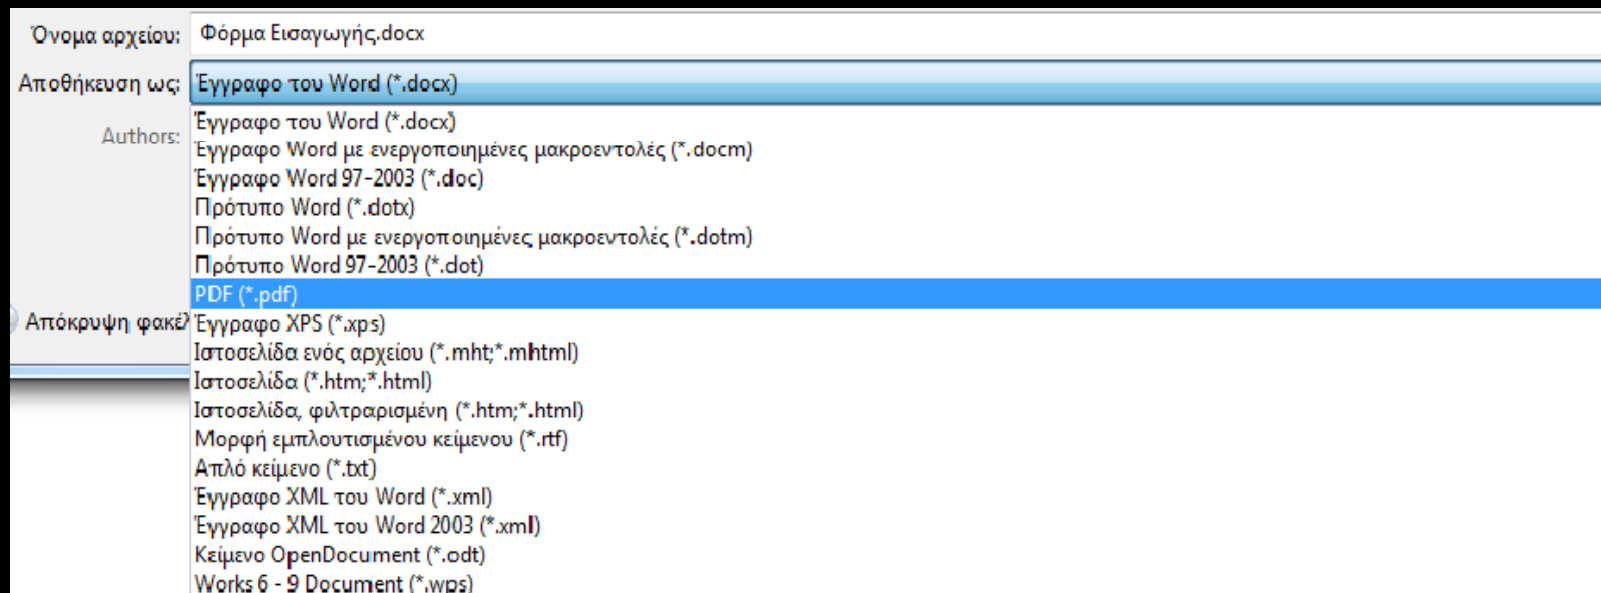 Όνομα αρχείου: Φόρμα Εισαγωγής.docx
Αποθήκευση ως: Έγγραφο του Word (*.docx)
Authors:
Έγγραφο του Word (*.docx)
Έγγραφο Word με ενεργοποιημένες μακροεντολές (*.docm)
Έγγραφο Word 97-2003 (*.doc)
Πρότυπο Word (*.dotx)
Πρότυπο Word με ενεργοποιημένες μακροεντολές (*.dotm)
Πρότυπο Word 97-2003 (*.dot)
PDF (*.pdf)
Απόκρυψη φακέλ
Έγγραφο XPS (*.xps)
Ιστοσελίδα ενός αρχείου (*.mht;*.mhtml)
Ιστοσελίδα (*.htm;*.html)
Ιστοσελίδα, φιλτραρισμένη (*.htm;*.html)
Μορφή εμπλουτισμένου κείμενου (*.rtf)
Απλό κείμενο (*.txt)
Έγγραφο XML του Word (*.xml)
Έγγραφο XML του Word 2003 (*.xml)
Κείμενο OpenDocument (*.odt)
Works 6 - 9 Document (*.wps)